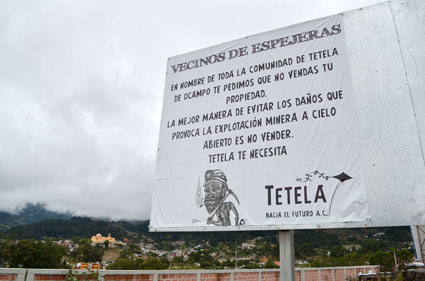 VECINOS DE ESPEJERAS
EN NOMBRE DE TODA LA COMUNIDAD DE TETELA
DE OCAMPO TE PEDIMOS QUE NO VENDAS TU
PROPIEDAD.
LA MEJOR MANERA DE EVITAR LOS DAÑOS QUE
PROVOCA LA EXPLOTACIÓN MINERA A CIELO
ABIERTO ES NO VENDER.
TETELA TE NECESITA
TETELA
HACIA EL FUTURO A.C.